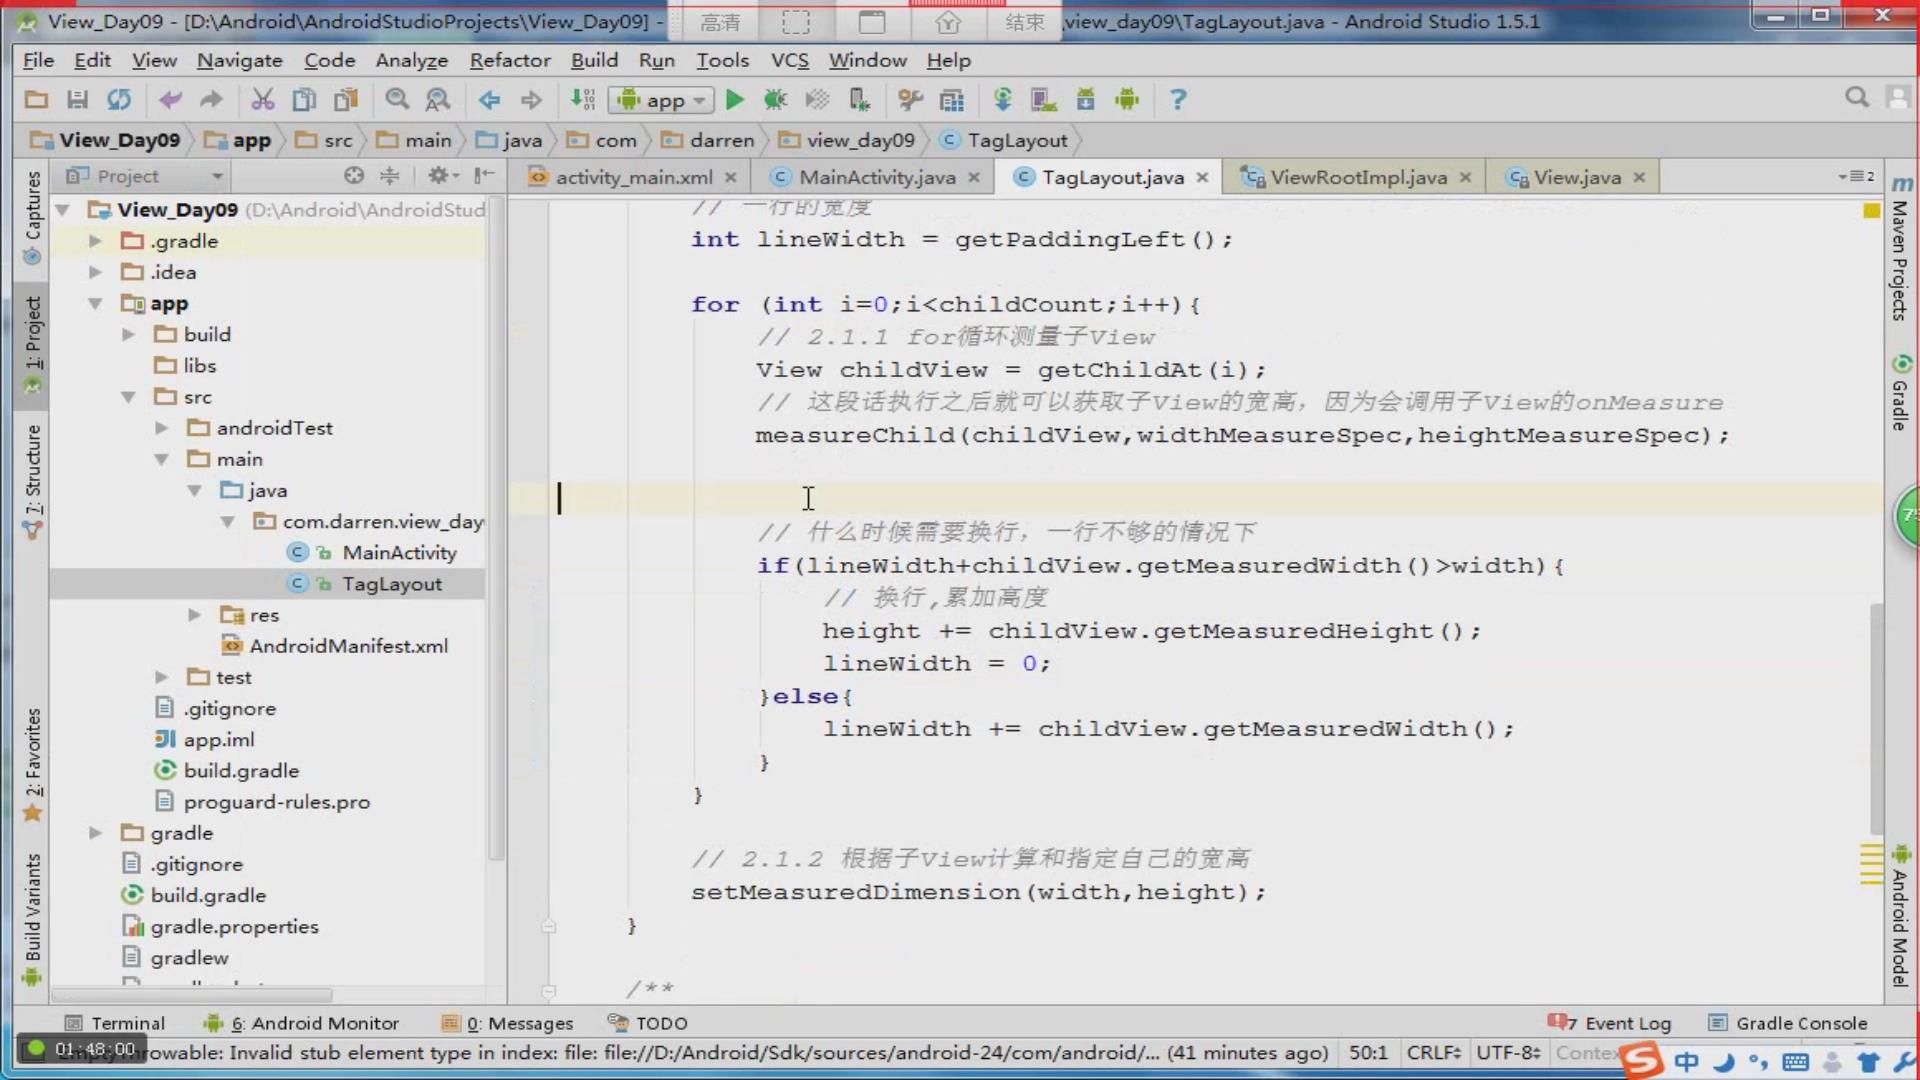 View_Day09 - [D:\Android\AndroidStudioProjects\View_Day09] -
高清
结束
\view_day09\TagLayout.java - Android Studio 1.5.1
File Edit View Navigate Code Analyze Refactor Build Run Tools VCS Window Help
app
View_Day09 app src main java com darren view_day09 TagLayout
Project
activity_main.xml MainActivity.java TagLayout.java ViewRootImpl.java View.java
2
Captures
1: Project
7: Structure
2: Favorites
Build Variants
View_Day09 (D:\Android\AndroidStud
.gradle
.idea
app
build
libs
src
androidTest
main
java
com.darren.view_day
MainActivity
TagLayout
res
AndroidManifest.xml
test
.gitignore
app.iml
build.gradle
proguard-rules.pro
gradle
.gitignore
build.gradle
gradle.properties
gradlew
// 一行的宽度
int lineWidth = getPaddingLeft();
for (int i=0;i<childCount;i++){
// 2.1.1 for循环测量子View
View childView = getChildAt(i);
// 这段话执行之后就可以获取子View的宽高，因为会调用子View的onMeasure
measureChild(childView,widthMeasureSpec,heightMeasureSpec);
// 什么时候需要换行，一行不够的情况下
if(lineWidth+childView.getMeasuredWidth()>width){
// 换行,累加高度
height += childView.getMeasuredHeight();
lineWidth = 0;
}else{
lineWidth += childView.getMeasuredWidth();
}
}
// 2.1.2 根据子View计算和指定自己的宽高
setMeasuredDimension(width,height);
}
/**
Maven Projects
Gradle
Android Model
Terminal 6: Android Monitor 0: Messages TODO 7 Event Log Gradle Console
01:48:00
Throwable: Invalid stub element type in index: file: file://D:/Android/Sdk/sources/android-24/com/android/... (41 minutes ago) 50:1 CRLF UTF-8
中